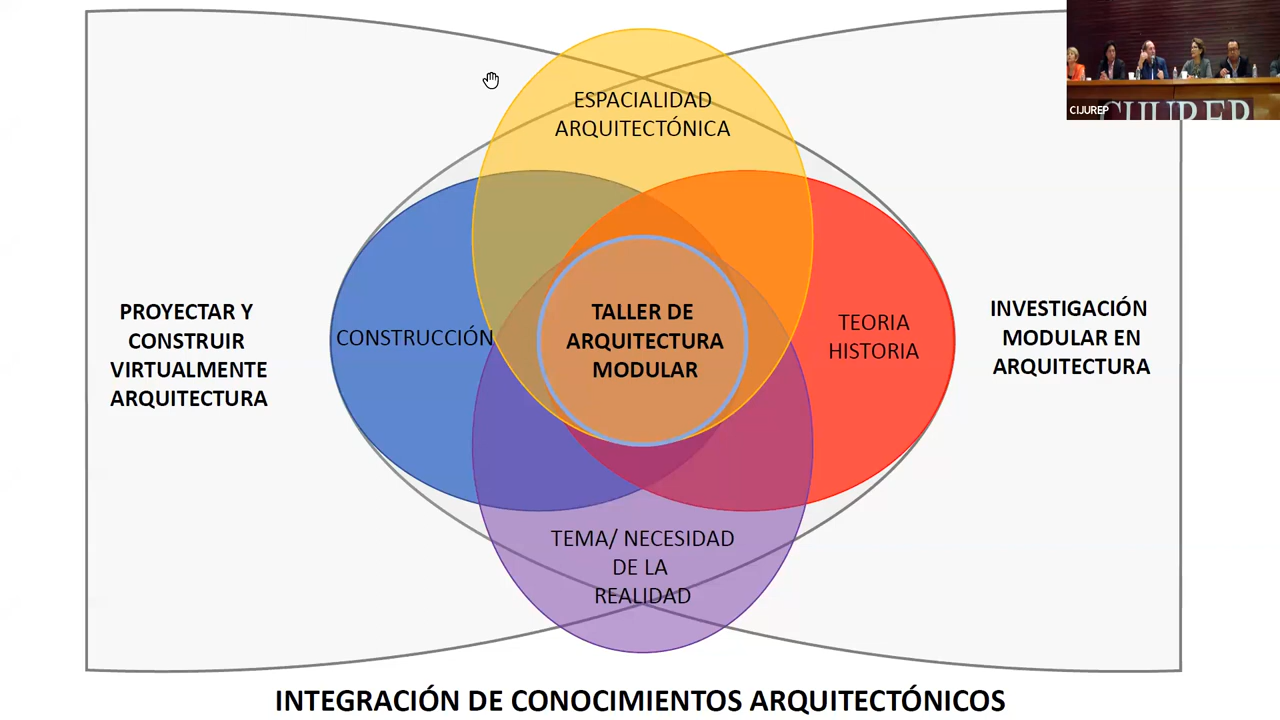 ESPACIALIDAD
ARQUITECTÓNICA
PROYECTAR Y
CONSTRUIR
VIRTUALMENTE
ARQUITECTURA
CONSTRUCCIÓN
TALLER DE
ARQUITECTURA
MODULAR
TEORIA
HISTORIA
INVESTIGACIÓN
MODULAR EN
ARQUITECTURA
TEMA/ NECESIDAD
DE LA
REALIDAD
INTEGRACIÓN DE CONOCIMIENTOS ARQUITECTÓNICOS
CIJUREP
CIJUREP